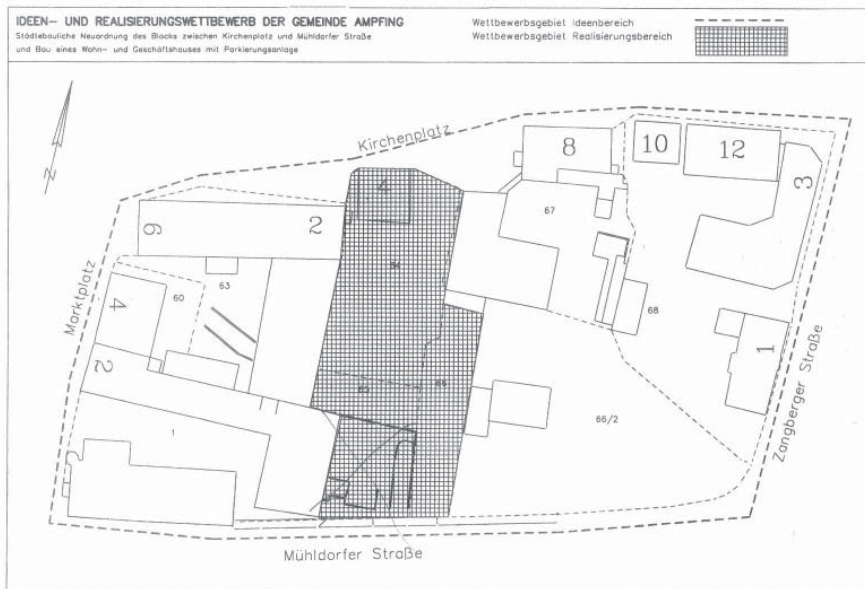 IDEEN- UND REALISIERUNGSWETTBEWERB DER GEMEINDE AMPFING
Städtebauliche Neuordnung des Blocks zwischen Kirchenplatz und Mühldorfer Straße
und Bau eines Wohn- und Geschäftshauses mit Parkierungsanlage
Wettbewerbsgebiet Ideenbereich
Wettbewerbsgebiet Realisierungsbereich
N
Kirchenplatz
8
10
12
3
4
67
6
2
64
Marktplatz
63
60
4
68
1
2
65
66
66/2
1
Zangberger Straße
Mühldorfer Straße